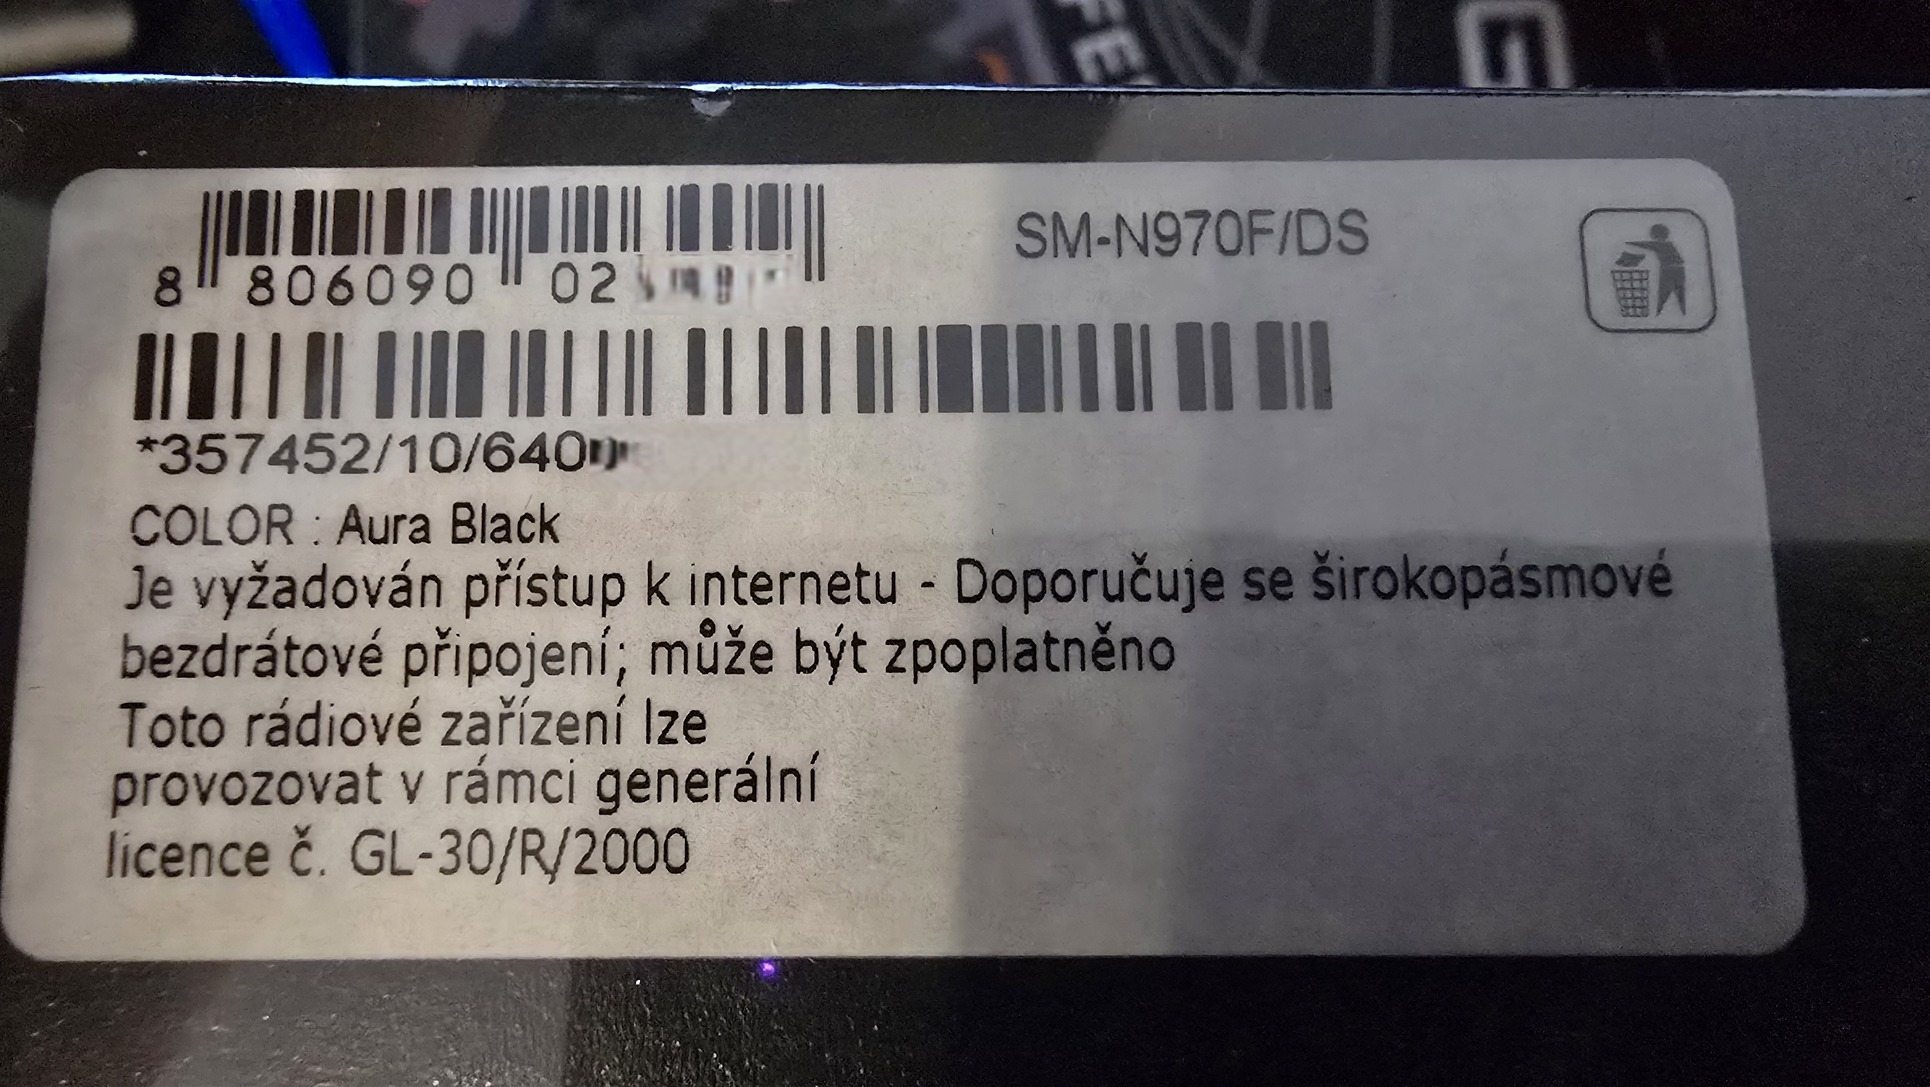 SM-N970F/DS
8 806090 02
*357452/10/640
COLOR : Aura Black
Je vyžadován přístup k internetu - Doporučuje se širokopásmové
bezdrátové připojení; může být zpoplatněno
Toto rádiové zařízení lze
provozovat v rámci generální
licence č. GL-30/R/2000